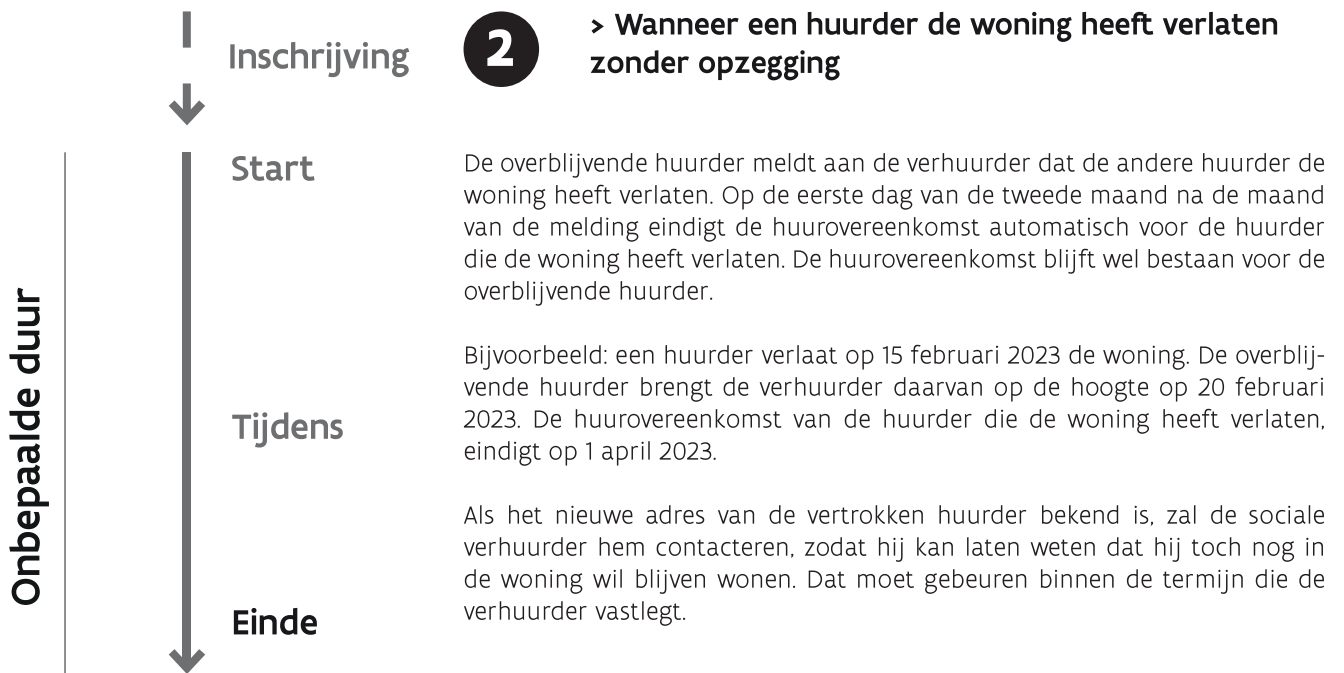 Inschrijving
2
> Wanneer een huurder de woning heeft verlaten
zonder opzegging
Onbepaalde duur
Start
Tijdens
Einde
De overblijvende huurder meldt aan de verhuurder dat de andere huurder de
woning heeft verlaten. Op de eerste dag van de tweede maand na de maand
van de melding eindigt de huurovereenkomst automatisch voor de huurder
die de woning heeft verlaten. De huurovereenkomst blijft wel bestaan voor de
overblijvende huurder.
Bijvoorbeeld: een huurder verlaat op 15 februari 2023 de woning. De overblij-
vende huurder brengt de verhuurder daarvan op de hoogte op 20 februari
2023. De huurovereenkomst van de huurder die de woning heeft verlaten,
eindigt op 1 april 2023.
Als het nieuwe adres van de vertrokken huurder bekend is, zal de sociale
verhuurder hem contacteren, zodat hij kan laten weten dat hij toch nog in
de woning wil blijven wonen. Dat moet gebeuren binnen de termijn die de
verhuurder vastlegt.